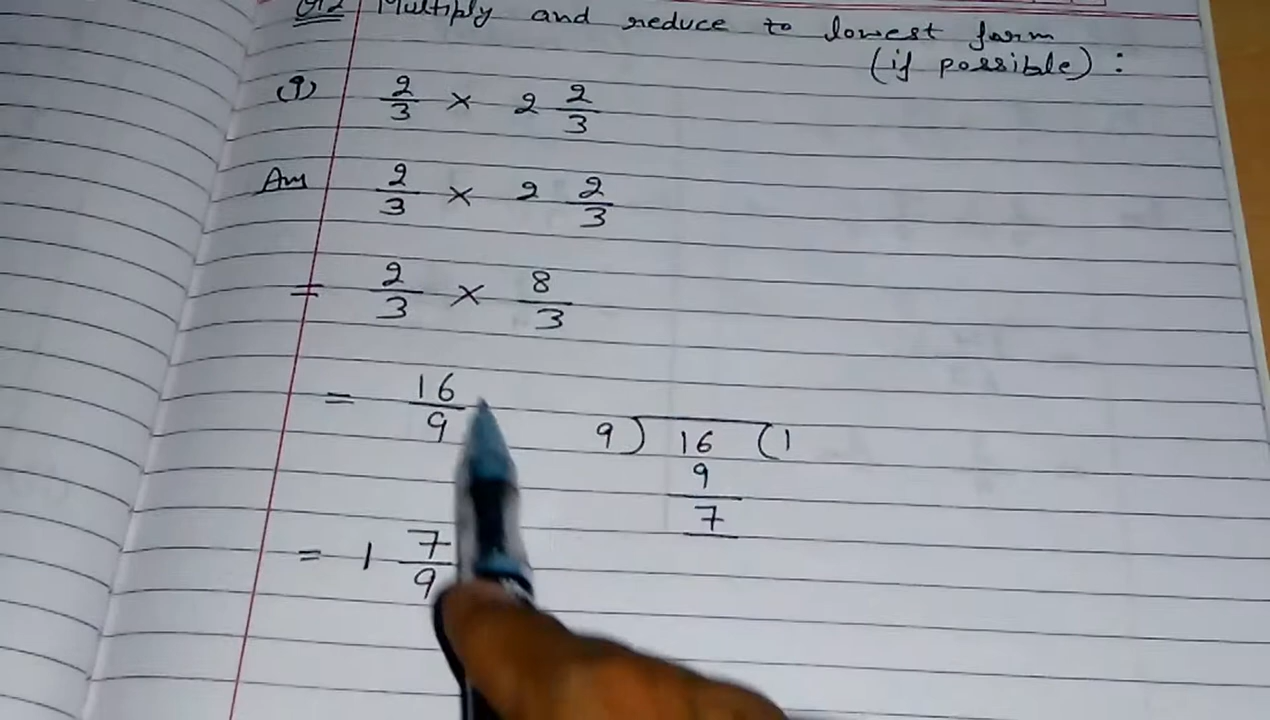 Q.2 Multiply and reduce to lowest form
(if possible) :
(i) 2/3 × 2 2/3
Ans 2/3 × 2 2/3
= 2/3 × 8/3
= 16/9
9) 16 (1
9
7
= 1 7/9